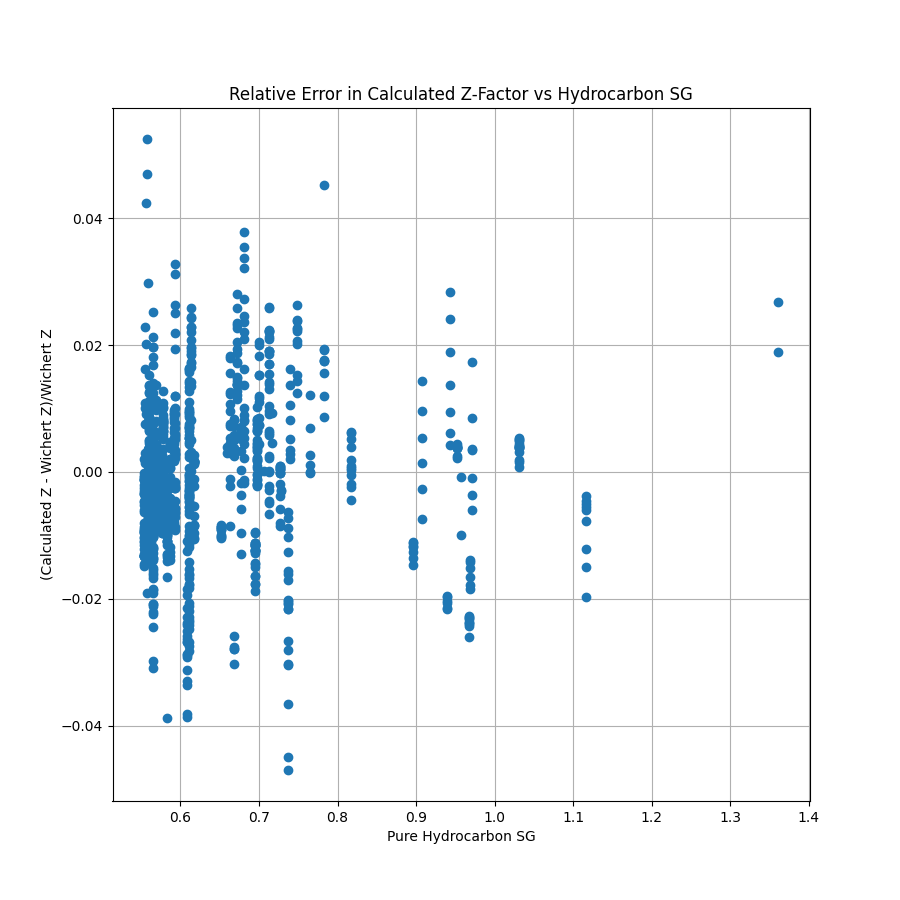 Relative Error in Calculated Z-Factor vs Hydrocarbon SG
(Calculated Z - Wichert Z)/Wichert Z
0.04
0.02
0.00
−0.02
−0.04
0.6 0.7 0.8 0.9 1.0 1.1 1.2 1.3 1.4
Pure Hydrocarbon SG